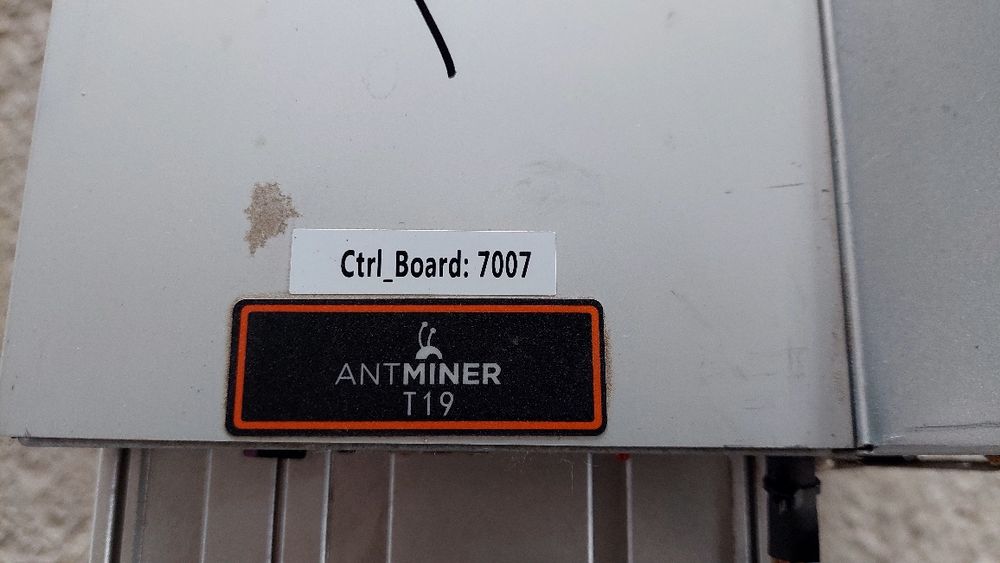 Ctrl_Board: 7007
ANTMINER
T19